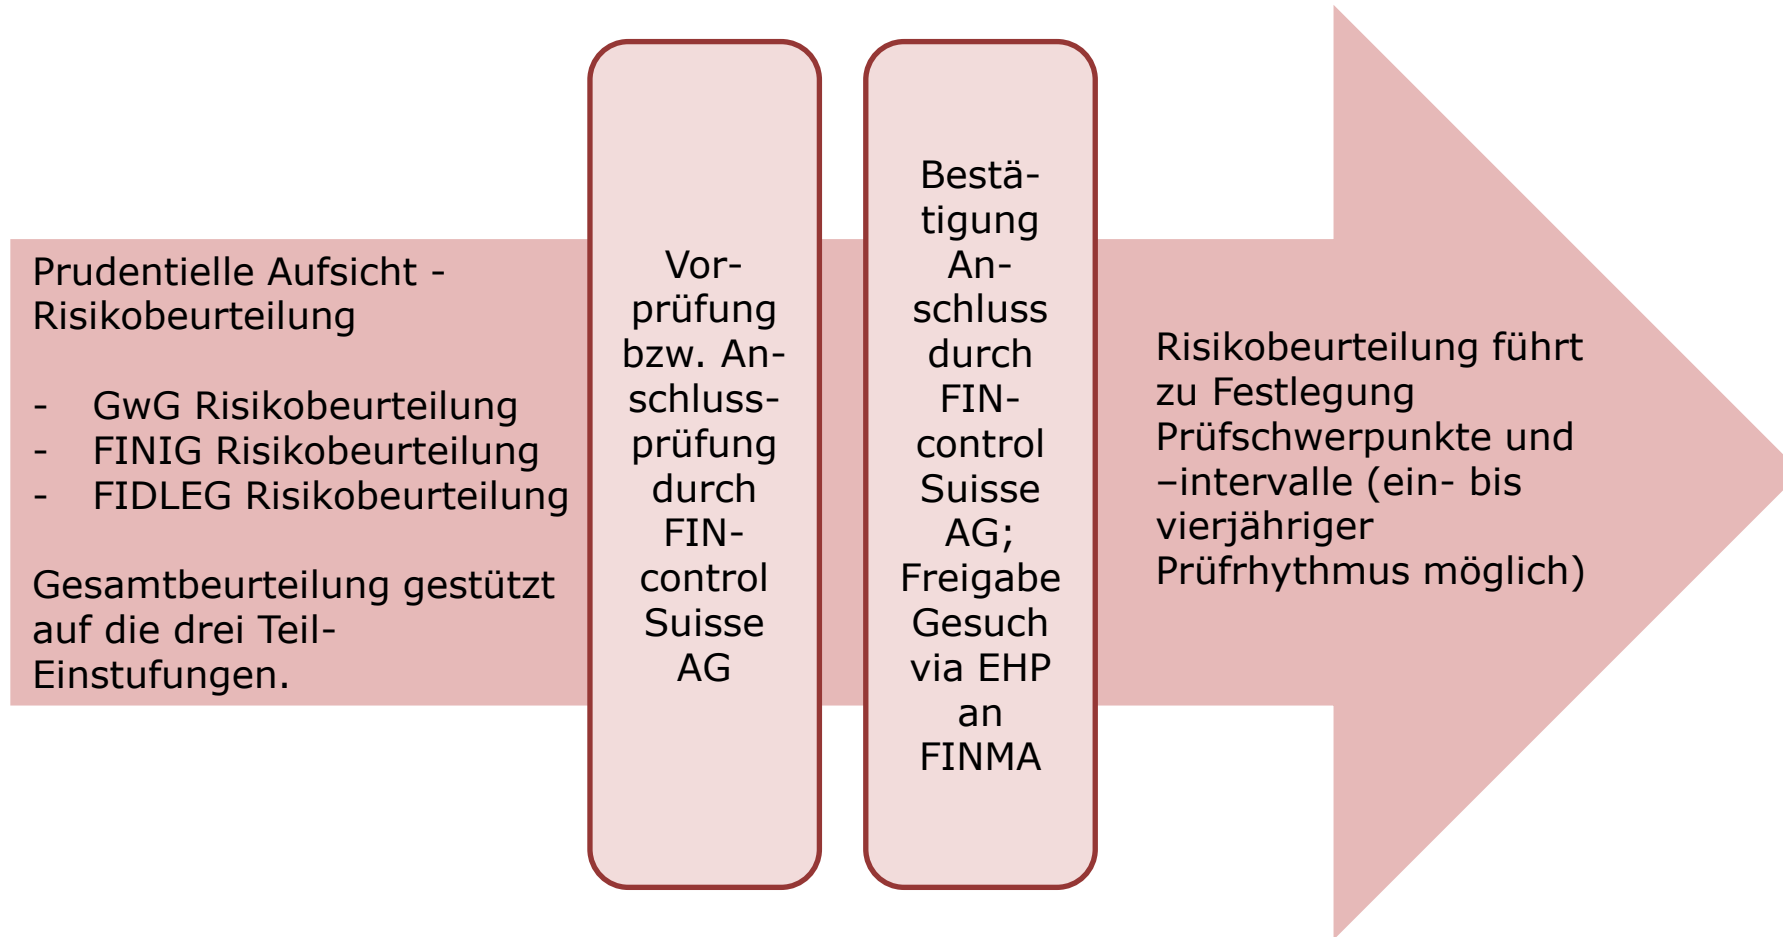 Prudentielle Aufsicht -
Risikobeurteilung
- GwG Risikobeurteilung
- FINIG Risikobeurteilung
- FIDLEG Risikobeurteilung
Gesamtbeurteilung gestützt
auf die drei Teil-
Einstufungen.
Vor-
prüfung
bzw. An-
schluss-
prüfung
durch
FIN-
control
Suisse
AG
Bestä-
tigung
An-
schluss
durch
FIN-
control
Suisse
AG;
Freigabe
Gesuch
via EHP
an
FINMA
Risikobeurteilung führt
zu Festlegung
Prüfschwerpunkte und
–intervalle (ein- bis
vierjähriger
Prüfrhythmus möglich)